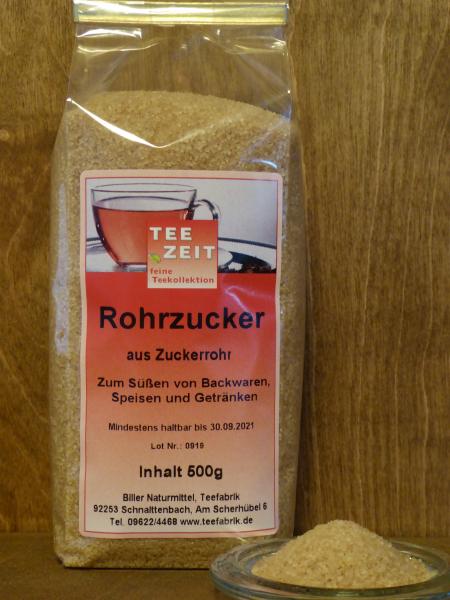 TEE
ZEIT
feine
Teekollektion
Rohrzucker
aus Zuckerrohr
Zum Süßen von Backwaren,
Speisen und Getränken
Mindestens haltbar bis 30.09.2021
Lot Nr.: 0919
Inhalt 500g
Biller Naturmittel, Teefabrik
92253 Schnaittenbach, Am Scherhübel 6
Tel. 09622/4468 www.teefabrik.de